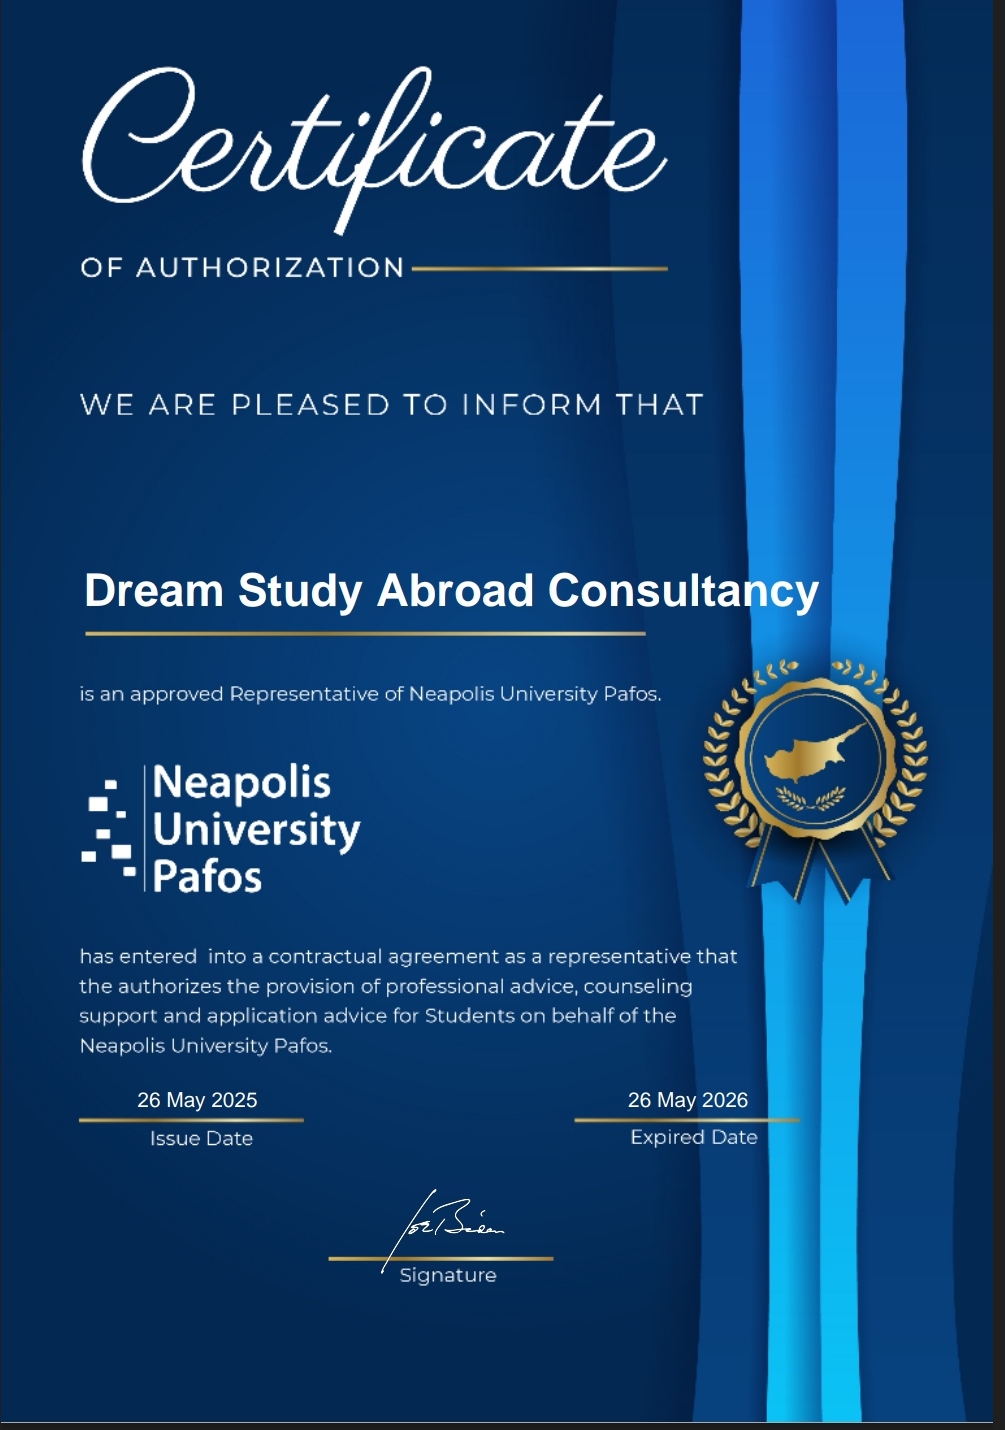 Certificate
OF AUTHORIZATION
WE ARE PLEASED TO INFORM THAT
Dream Study Abroad Consultancy
is an approved Representative of Neapolis University Pafos.
Neapolis
University
Pafos
has entered  into a contractual agreement as a representative that
the authorizes the provision of professional advice, counseling
support and application advice for Students on behalf of the
Neapolis University Pafos.
26 May 2025
Issue Date
26 May 2026
Expired Date
Joe Biden
Signature